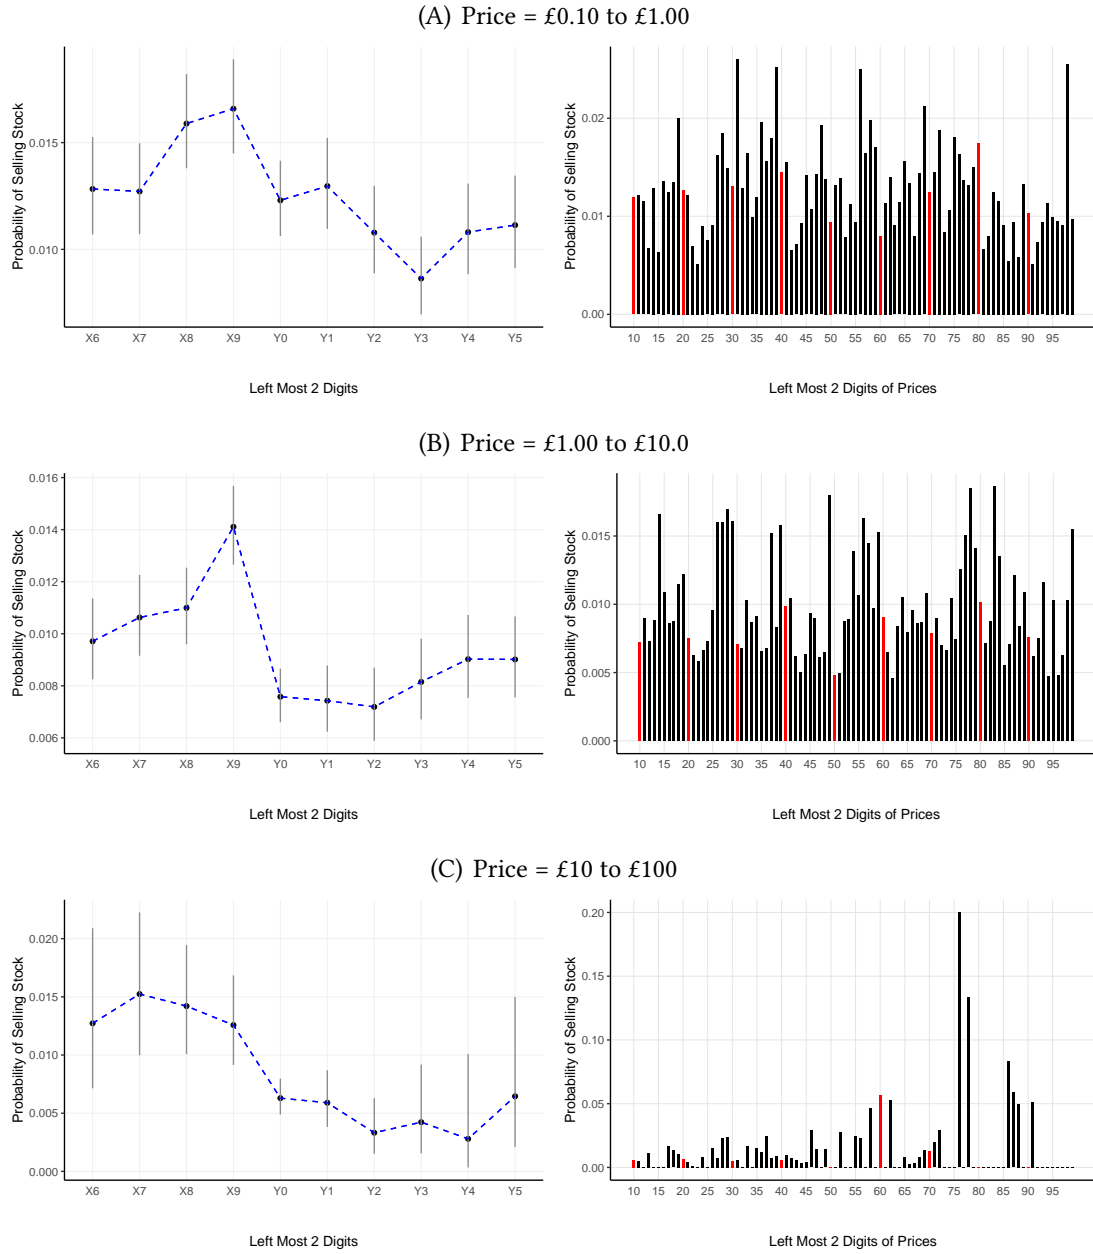 (A) Price = £0.10 to £1.00
Probability of Selling Stock
0.015
0.010
X6 X7 X8 X9 Y0 Y1 Y2 Y3 Y4 Y5
Left Most 2 Digits
Probability of Selling Stock
0.02
0.01
0.00
10 15 20 25 30 35 40 45 50 55 60 65 70 75 80 85 90 95
Left Most 2 Digits of Prices
(B) Price = £1.00 to £10.0
Probability of Selling Stock
0.016
0.014
0.012
0.010
0.008
0.006
X6 X7 X8 X9 Y0 Y1 Y2 Y3 Y4 Y5
Left Most 2 Digits
Probability of Selling Stock
0.015
0.010
0.005
0.000
10 15 20 25 30 35 40 45 50 55 60 65 70 75 80 85 90 95
Left Most 2 Digits of Prices
(C) Price = £10 to £100
Probability of Selling Stock
0.020
0.015
0.010
0.005
0.000
X6 X7 X8 X9 Y0 Y1 Y2 Y3 Y4 Y5
Left Most 2 Digits
Probability of Selling Stock
0.20
0.15
0.10
0.05
0.00
10 15 20 25 30 35 40 45 50 55 60 65 70 75 80 85 90 95
Left Most 2 Digits of Prices